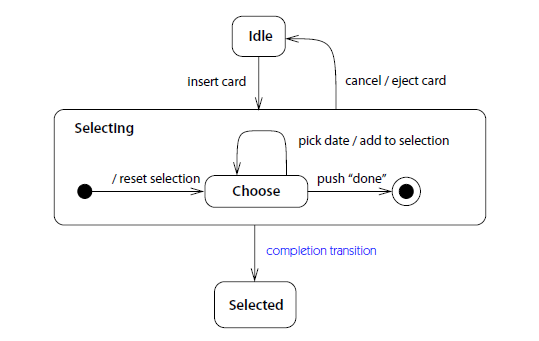 Idle
insert card
cancel / eject card
Selecting
pick date / add to selection
/ reset selection
Choose
push “done”
completion transition
Selected